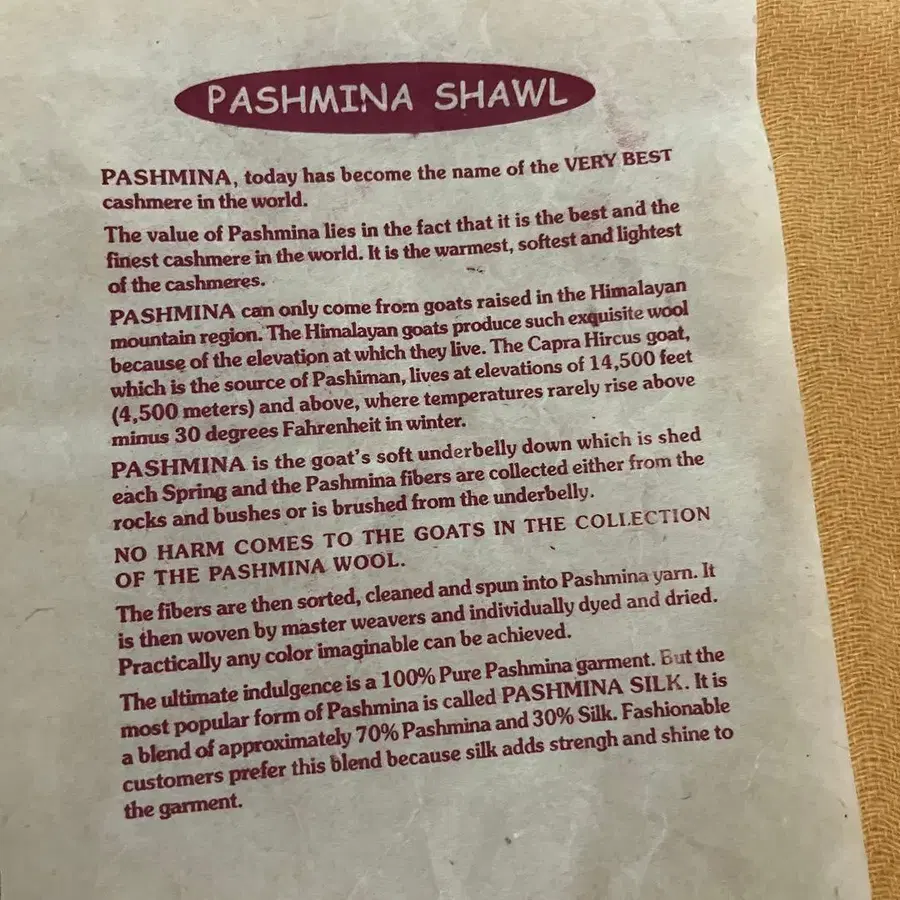 PASHMINA SHAWL
PASHMINA, today has become the name of the VERY BEST
cashmere in the world.
The value of Pashmina lies in the fact that it is the best and the
finest cashmere in the world. It is the warmest, softest and lightest
of the cashmeres.
PASHMINA can only come from goats raised in the Himalayan
mountain region. The Himalayan goats produce such exquisite wool
because of the elevation at which they live. The Capra Hircus goat,
which is the source of Pashiman, lives at elevations of 14,500 feet
(4,500 meters) and above, where temperatures rarely rise above
minus 30 degrees Fahrenheit in winter.
PASHMINA is the goat's soft underbelly down which is shed
each Spring and the Pashmina fibers are collected either from the
rocks and bushes or is brushed from the underbelly.
NO HARM COMES TO THE GOATS IN THE COLLECTION
OF THE PASHMINA WOOL.
The fibers are then sorted, cleaned and spun into Pashmina yarn. It
is then woven by master weavers and individually dyed and dried.
Practically any color imaginable can be achieved.
The ultimate indulgence is a 100% Pure Pashmina garment. But the
most popular form of Pashmina is called PASHMINA SILK. It is
a blend of approximately 70% Pashmina and 30% Silk. Fashionable
customers prefer this blend because silk adds strengh and shine to
the garment.